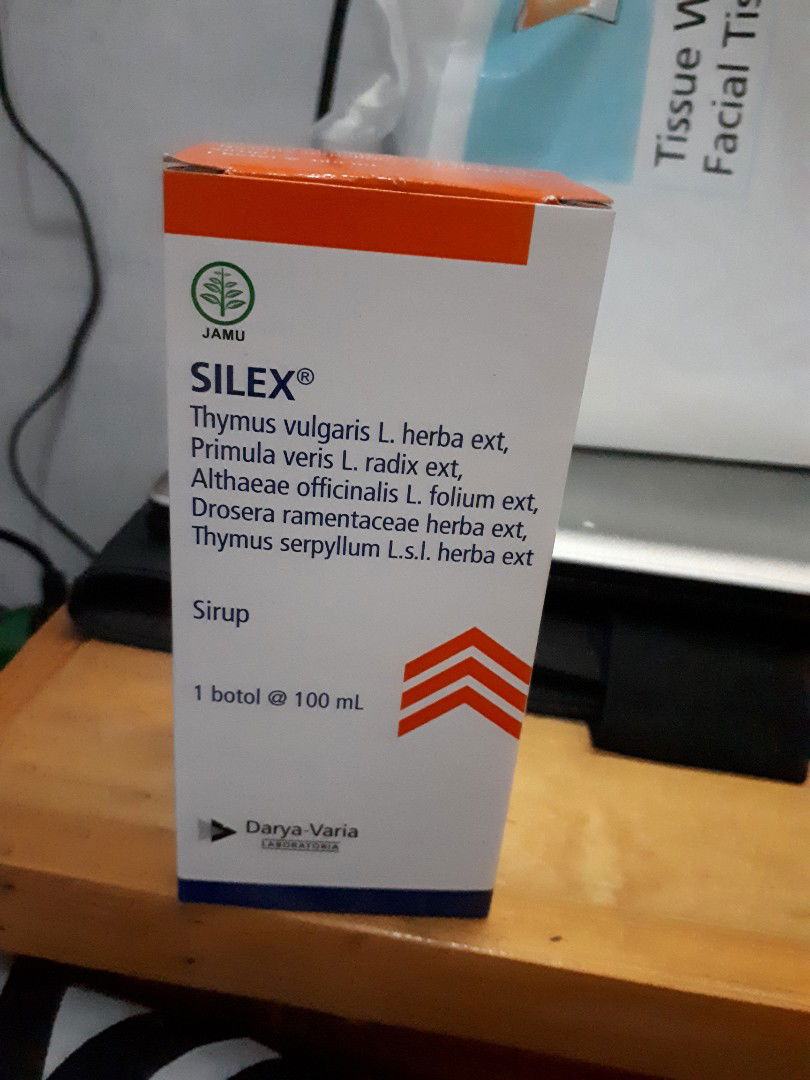 Tissue W
Facial Tis
JAMU
SILEX®
Thymus vulgaris L. herba ext,
Primula veris L. radix ext,
Althaeae officinalis L. folium ext,
Drosera ramentaceae herba ext,
Thymus serpyllum L.s.l. herba ext
Sirup
1 botol @ 100 mL
Darya-Varia
LABORATORIA